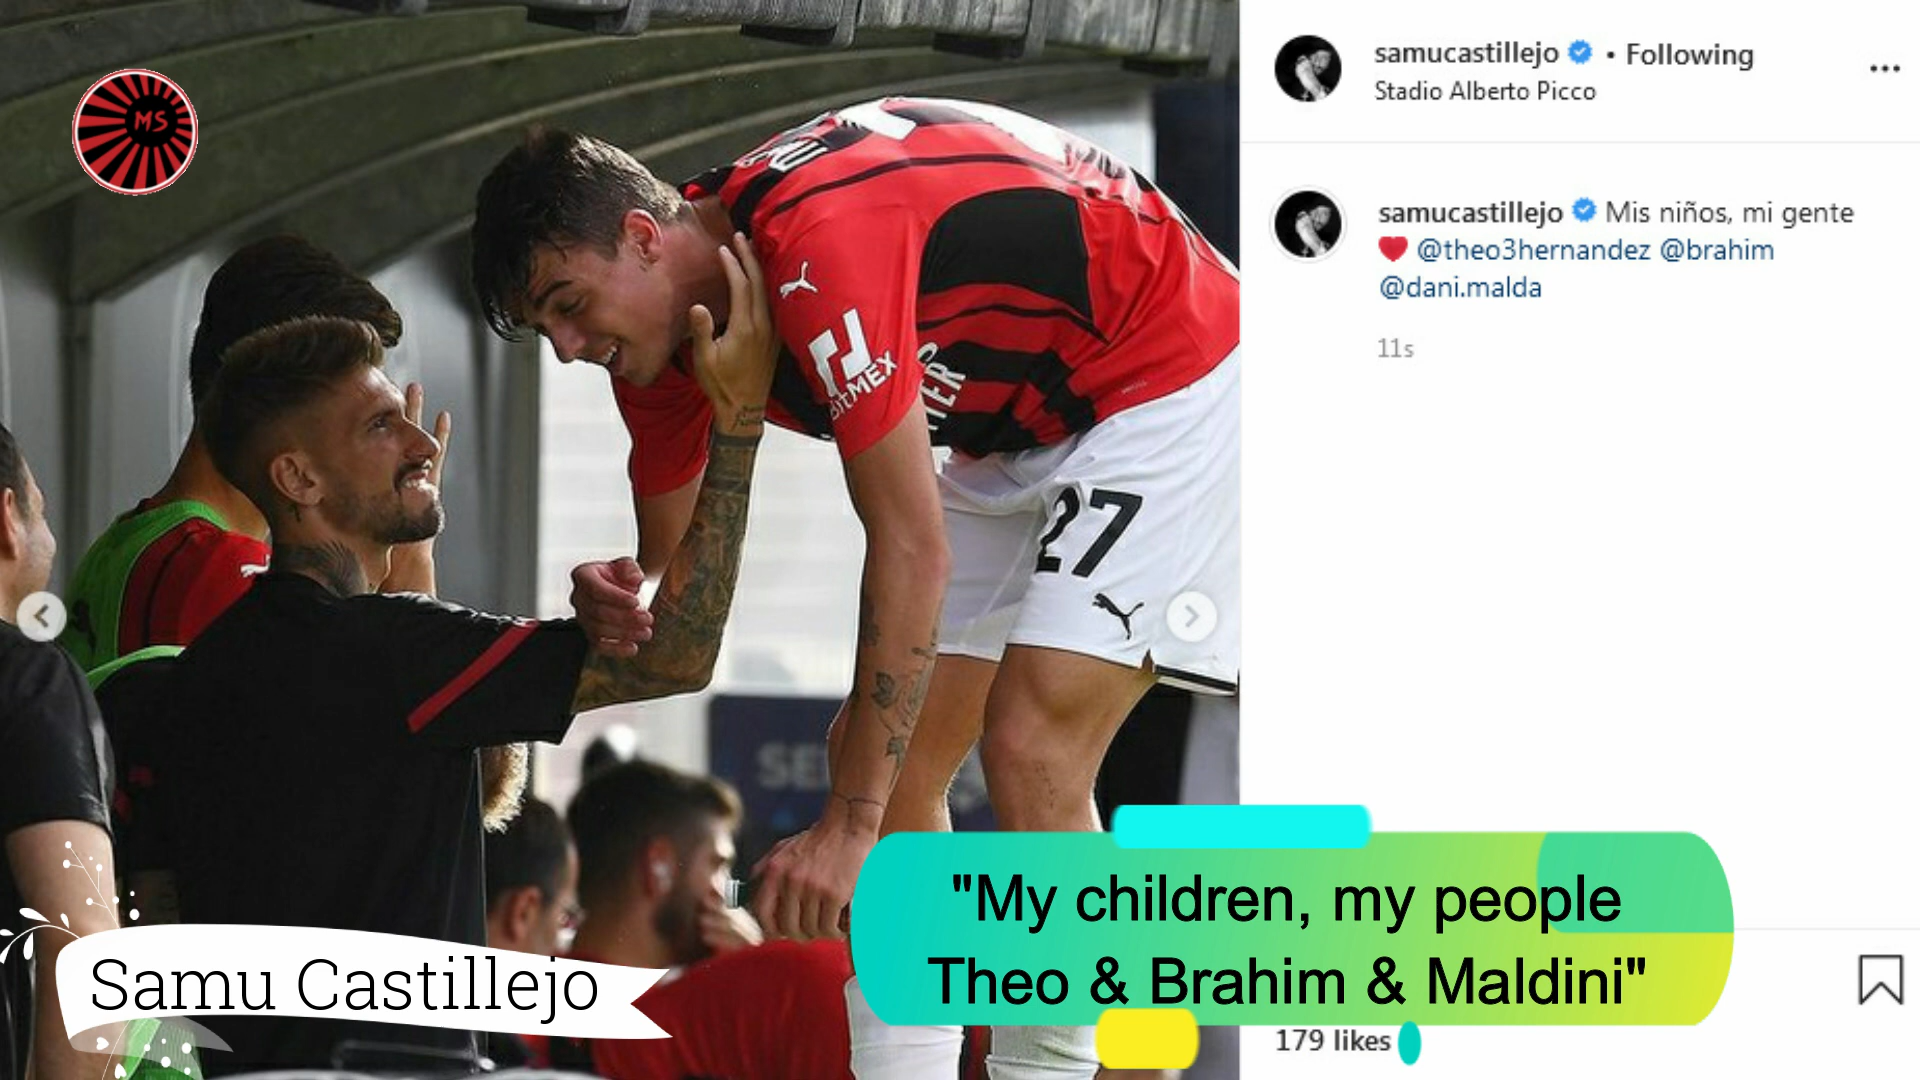 MS
samucastillejo • Following
Stadio Alberto Picco
samucastillejo Mis niños, mi gente
❤️ @theo3hernandez @brahim
@dani.malda
11s
BitMEX
27
SE
"My children, my people
Theo & Brahim & Maldini"
Samu Castillejo
179 likes